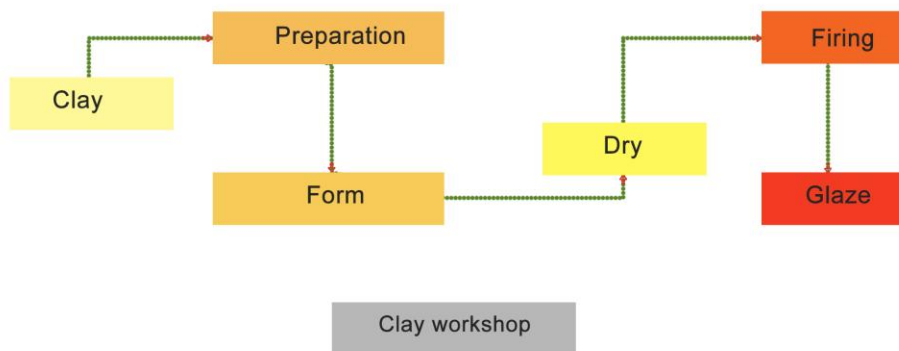 Clay
Preparation
Form
Dry
Firing
Glaze
Clay workshop